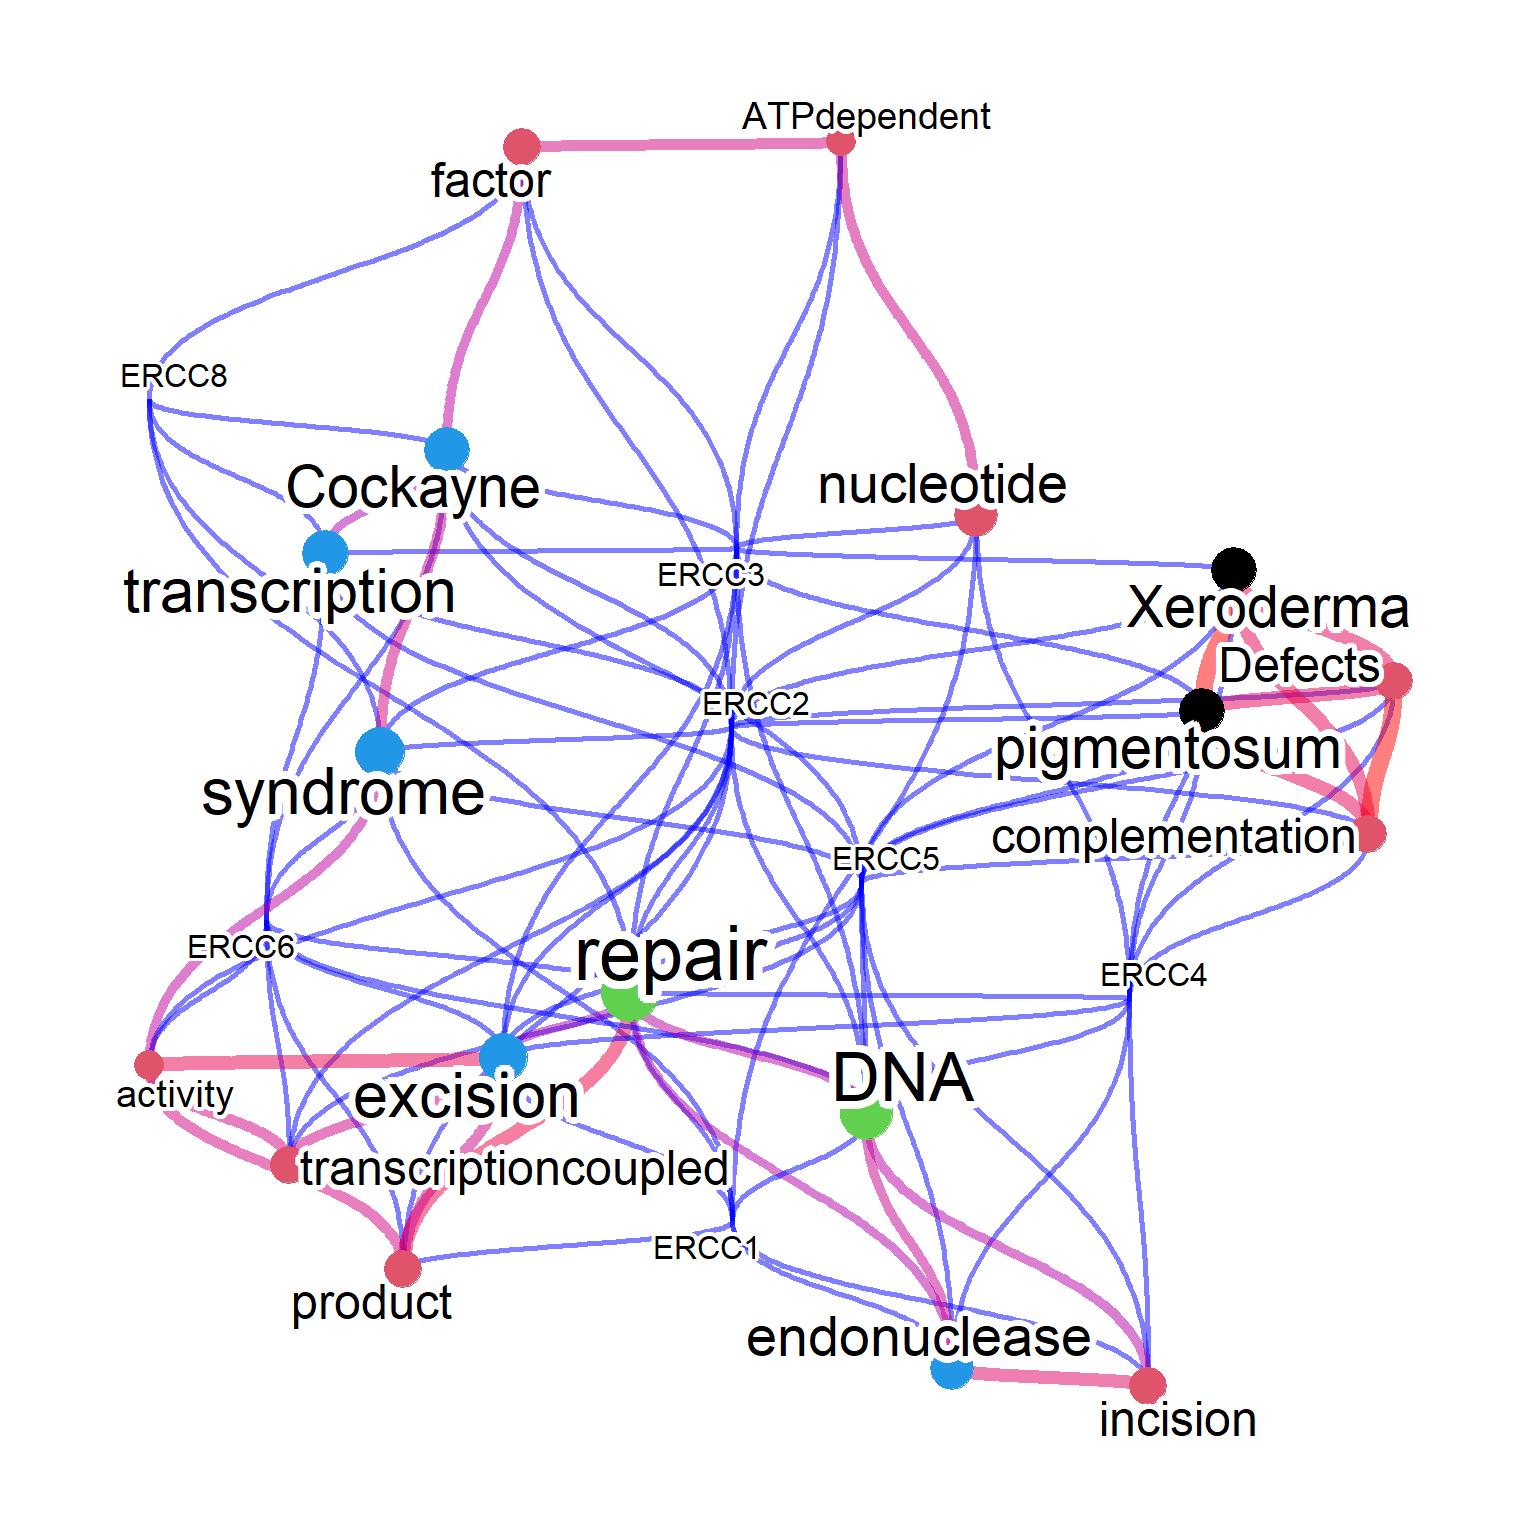 ATPdependent
factor
ERCC8
Cockayne
nucleotide
ERCC3
transcription
Xeroderma
Defects
ERCC2
pigmentosum
syndrome
complementation
ERCC5
ERCC6
repair
ERCC4
DNA
activity
excision
transcriptioncoupled
ERCC1
product
endonuclease
incision